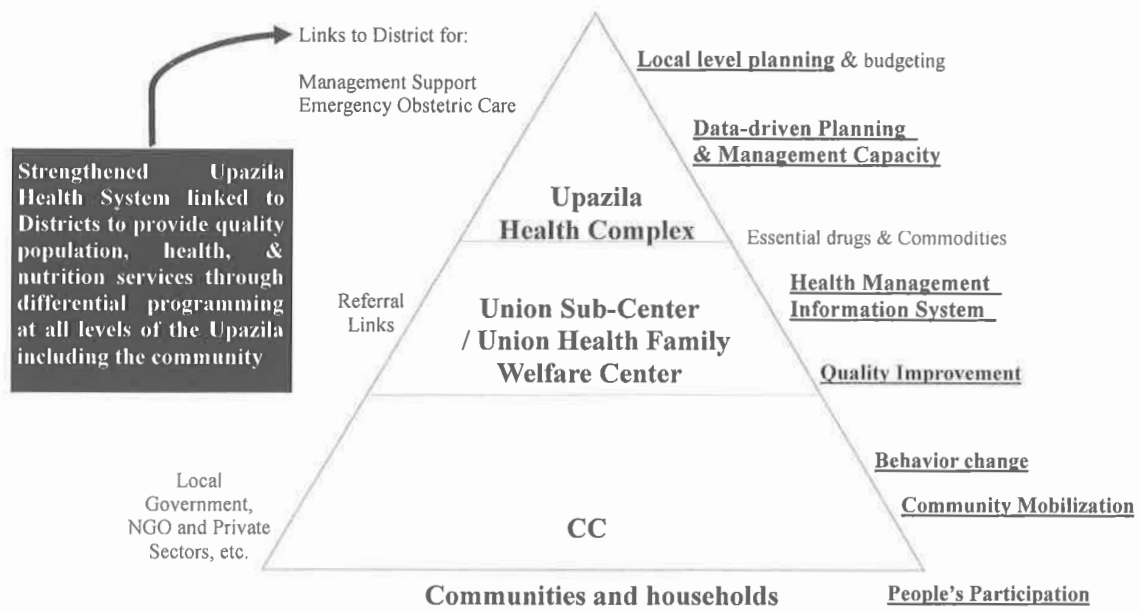 Links to District for:
Management Support
Emergency Obstetric Care
Strengthened Upazila
Health System linked to
Districts to provide quality
population, health, &
nutrition services through
differential programming
at all levels of the Upazila
including the community
Referral
Links
Local
Government,
NGO and Private
Sectors, etc.
Upazila
Health Complex
Union Sub-Center
/ Union Health Family
Welfare Center
CC
Communities and households
Local level planning & budgeting
Data-driven Planning
& Management Capacity
Essential drugs & Commodities
Health Management
Information System
Quality Improvement
Behavior change
Community Mobilization
People's Participation